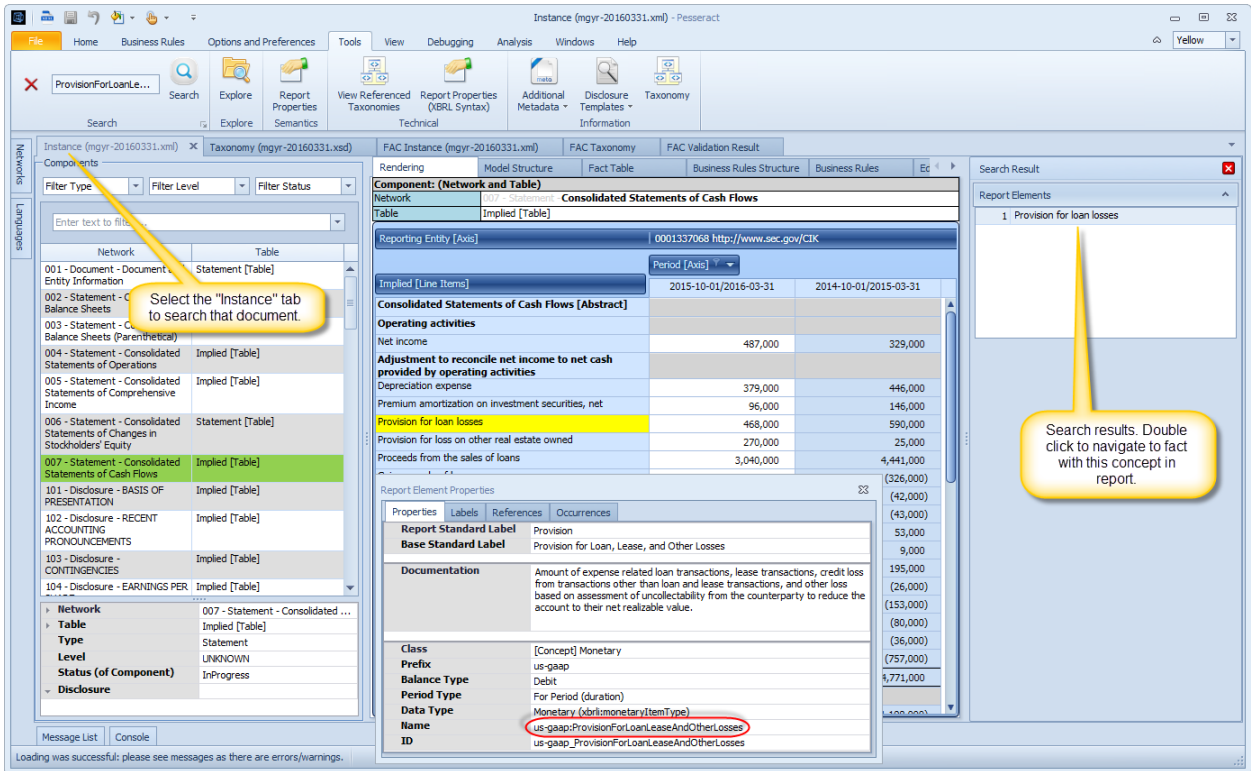 Instance (mgyr-20160331.xml) - Pesseract
File Home Business Rules Options and Preferences Tools View Debugging Analysis Windows Help Yellow
ProvisionForLoanLe...
Search
Explore
Report Properties
View Referenced Taxonomies
Report Properties (XBRL Syntax)
meta
Additional Metadata
Disclosure Templates
Taxonomy
Search Explore Semantics Technical Information
Networks
Languages
Instance (mgyr-20160331.xml) X Taxonomy (mgyr-20160331.xsd) FAC Instance (mgyr-20160331.xml) FAC Taxonomy FAC Validation Result
Components
Filter Type Filter Level Filter Status
Enter text to filt
Network Table
001 - Document - Document Statement [Table]
Entity Information
002 - Statement - C
Balance Sheets
003 - Statement - Co
Balance Sheets (Parenthetical)
004 - Statement - Consolidated Implied [Table]
Statements of Operations
005 - Statement - Consolidated Implied [Table]
Statements of Comprehensive
Income
006 - Statement - Consolidated Statement [Table]
Statements of Changes in
Stockholders' Equity
007 - Statement - Consolidated Implied [Table]
Statements of Cash Flows
101 - Disclosure - BASIS OF Implied [Table]
PRESENTATION
102 - Disclosure - RECENT Implied [Table]
ACCOUNTING
PRONOUNCEMENTS
103 - Disclosure - Implied [Table]
CONTINGENCIES
104 - Disclosure - EARNINGS PER Implied [Table]
Select the "Instance" tab
to search that document.
Network 007 - Statement - Consolidated ...
Table Implied [Table]
Type Statement
Level UNKNOWN
Status (of Component) InProgress
Disclosure
Rendering Model Structure Fact Table Business Rules Structure Business Rules Ec
Component: (Network and Table)
Network 007 - Statement - Consolidated Statements of Cash Flows
Table Implied [Table]
Reporting Entity [Axis] 0001337068 http://www.sec.gov/CIK
Period [Axis]
Implied [Line Items] 2015-10-01/2016-03-31 2014-10-01/2015-03-31
Consolidated Statements of Cash Flows [Abstract]
Operating activities
Net income 487,000 329,000
Adjustment to reconcile net income to net cash
provided by operating activities
Depreciation expense 379,000 446,000
Premium amortization on investment securities, net 96,000 146,000
Provision for loan losses 468,000 590,000
Provision for loss on other real estate owned 270,000 25,000
Proceeds from the sales of loans 3,040,000 4,441,000
(326,000)
(42,000)
(43,000)
53,000
9,000
195,000
(26,000)
(153,000)
(80,000)
(36,000)
(757,000)
4,771,000
Report Element Properties
Properties Labels References Occurrences
Report Standard Label Provision
Base Standard Label Provision for Loan, Lease, and Other Losses
Documentation Amount of expense related loan transactions, lease transactions, credit loss
from transactions other than loan and lease transactions, and other loss
based on assessment of uncollectability from the counterparty to reduce the
account to their net realizable value.
Class [Concept] Monetary
Prefix us-gaap
Balance Type Debit
Period Type For Period (duration)
Data Type Monetary (xbrli:monetaryItemType)
Name us-gaap:ProvisionForLoanLeaseAndOtherLosses
ID us-gaap_ProvisionForLoanLeaseAndOtherLosses
Search Result
Report Elements
1 Provision for loan losses
Search results. Double
click to navigate to fact
with this concept in
report.
Message List Console
Loading was successful: please see messages as there are errors/warnings.